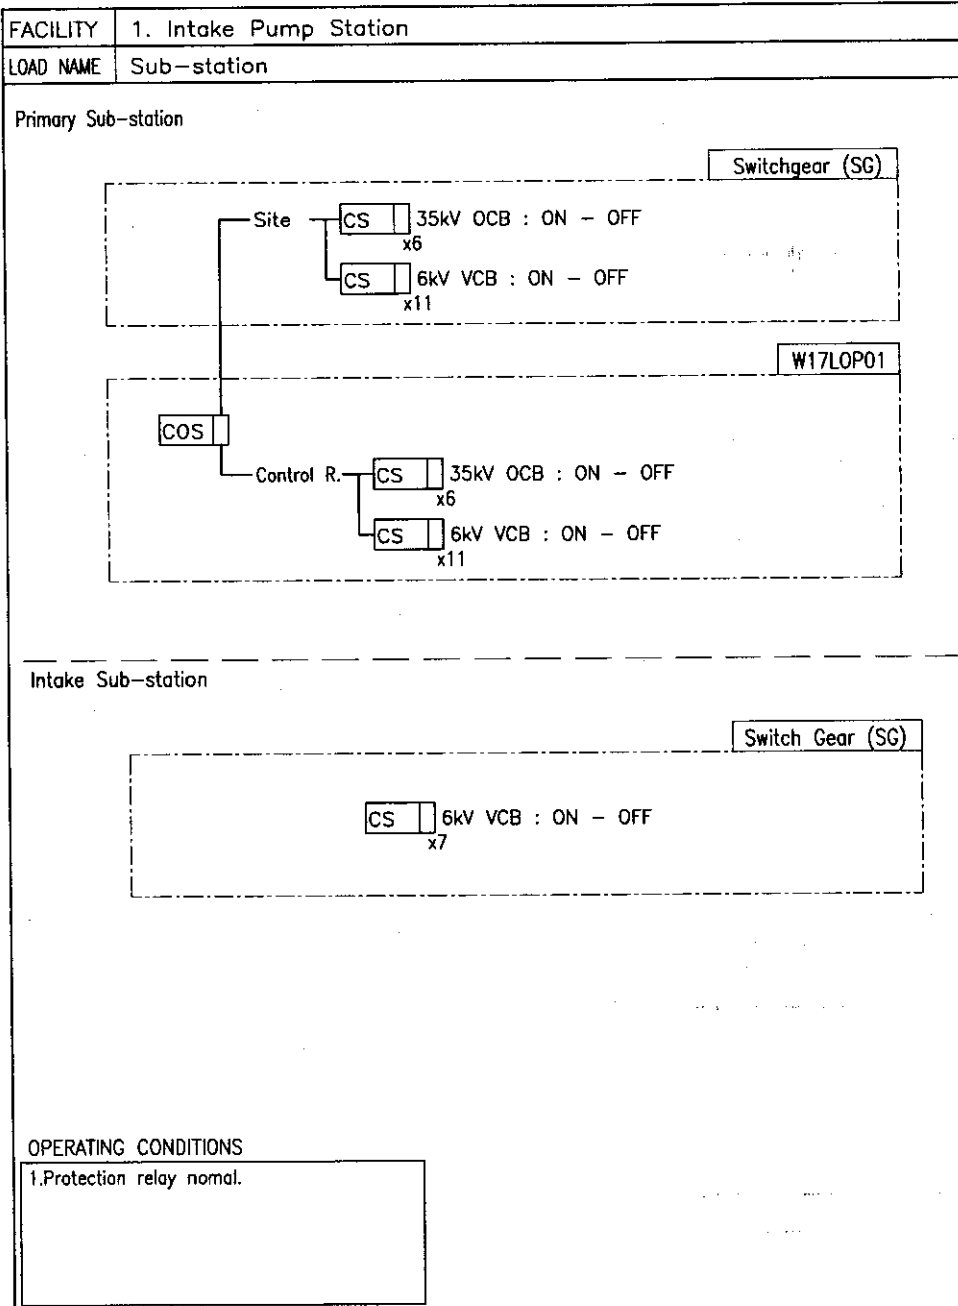 FACILITY 1. Intake Pump Station
LOAD NAME Sub-station
Primary Sub-station
Switchgear (SG)
Site CS 35kV OCB : ON - OFF
x6
CS 6kV VCB : ON - OFF
x11
W17LOP01
COS
Control R. CS 35kV OCB : ON - OFF
x6
CS 6kV VCB : ON - OFF
x11
Intake Sub-station
Switch Gear (SG)
CS 6kV VCB : ON - OFF
x7
OPERATING CONDITIONS
1.Protection relay nomal.